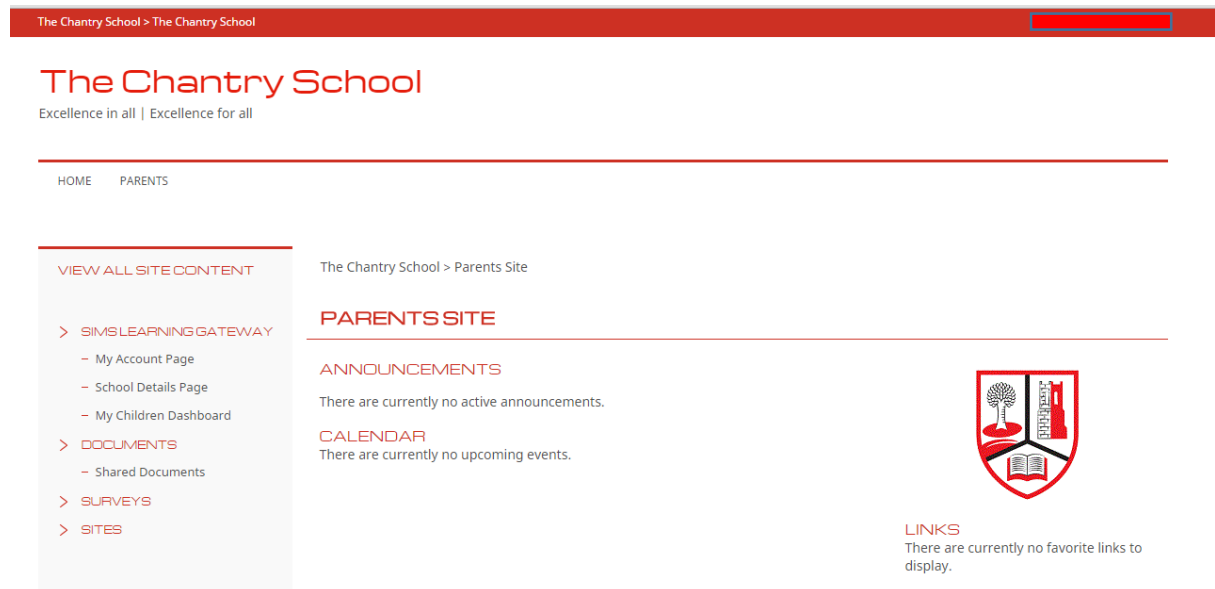 The Chantry School > The Chantry School
The Chantry School
Excellence in all | Excellence for all
HOME PARENTS
VIEW ALL SITE CONTENT
SIMS LEARNING GATEWAY
– My Account Page
– School Details Page
– My Children Dashboard
DOCUMENTS
– Shared Documents
SURVEYS
SITES
The Chantry School > Parents Site
PARENTS SITE
ANNOUNCEMENTS
There are currently no active announcements.
CALENDAR
There are currently no upcoming events.
LINKS
There are currently no favorite links to
display.